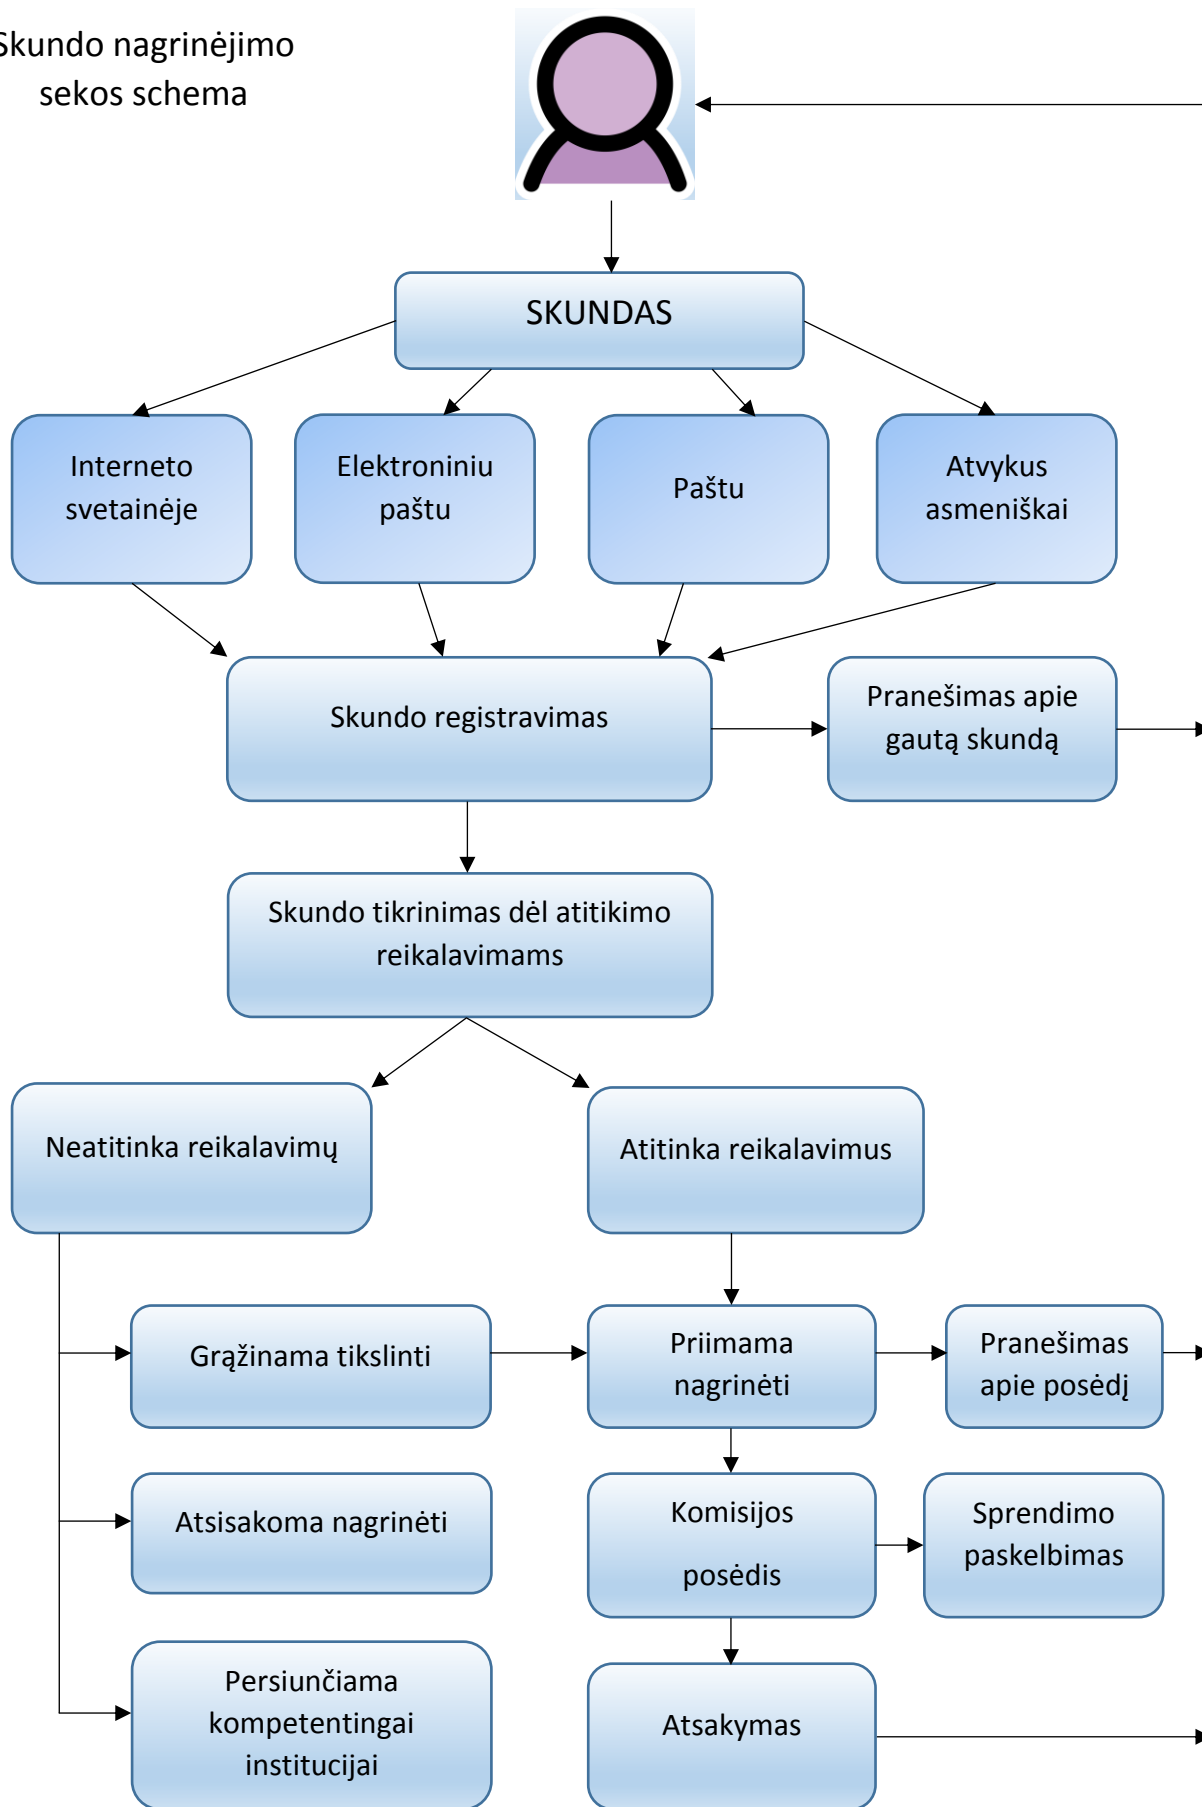 Skundo nagrinėjimo
sekos schema
SKUNDAS
Interneto
svetainėje
Elektroniniu
paštu
Paštu
Atvykus
asmeniškai
Skundo registravimas
Pranešimas apie
gautą skundą
Skundo tikrinimas dėl atitikimo
reikalavimams
Neatitinka reikalavimų
Atitinka reikalavimus
Grąžinama tikslinti
Priimama
nagrinėti
Pranešimas
apie posėdį
Atsisakoma nagrinėti
Komisijos
posėdis
Sprendimo
paskelbimas
Persiunčiama
kompetentingai
institucijai
Atsakymas